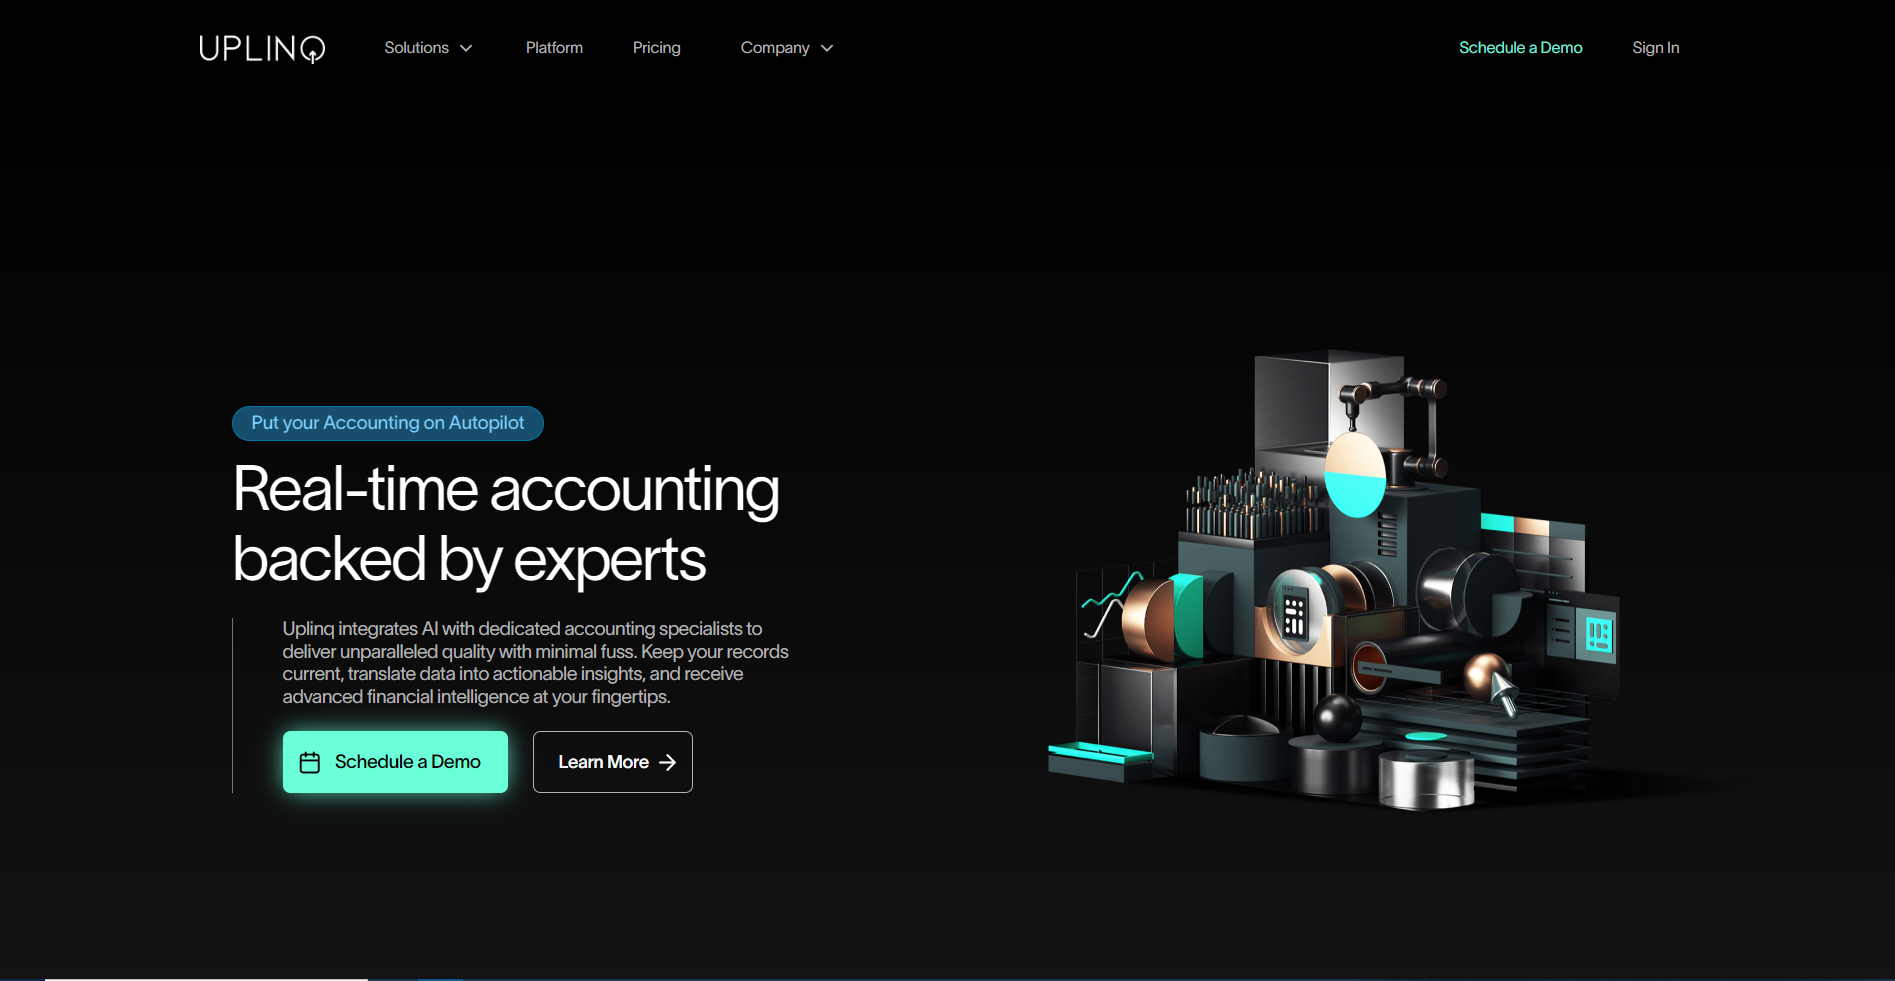 UPLINQ
Solutions
Platform
Pricing
Company
Schedule a Demo
Sign In
Put your Accounting on Autopilot
Real-time accounting
backed by experts
Uplinq integrates AI with dedicated accounting specialists to
deliver unparalleled quality with minimal fuss. Keep your records
current, translate data into actionable insights, and receive
advanced financial intelligence at your fingertips.
Schedule a Demo
Learn More